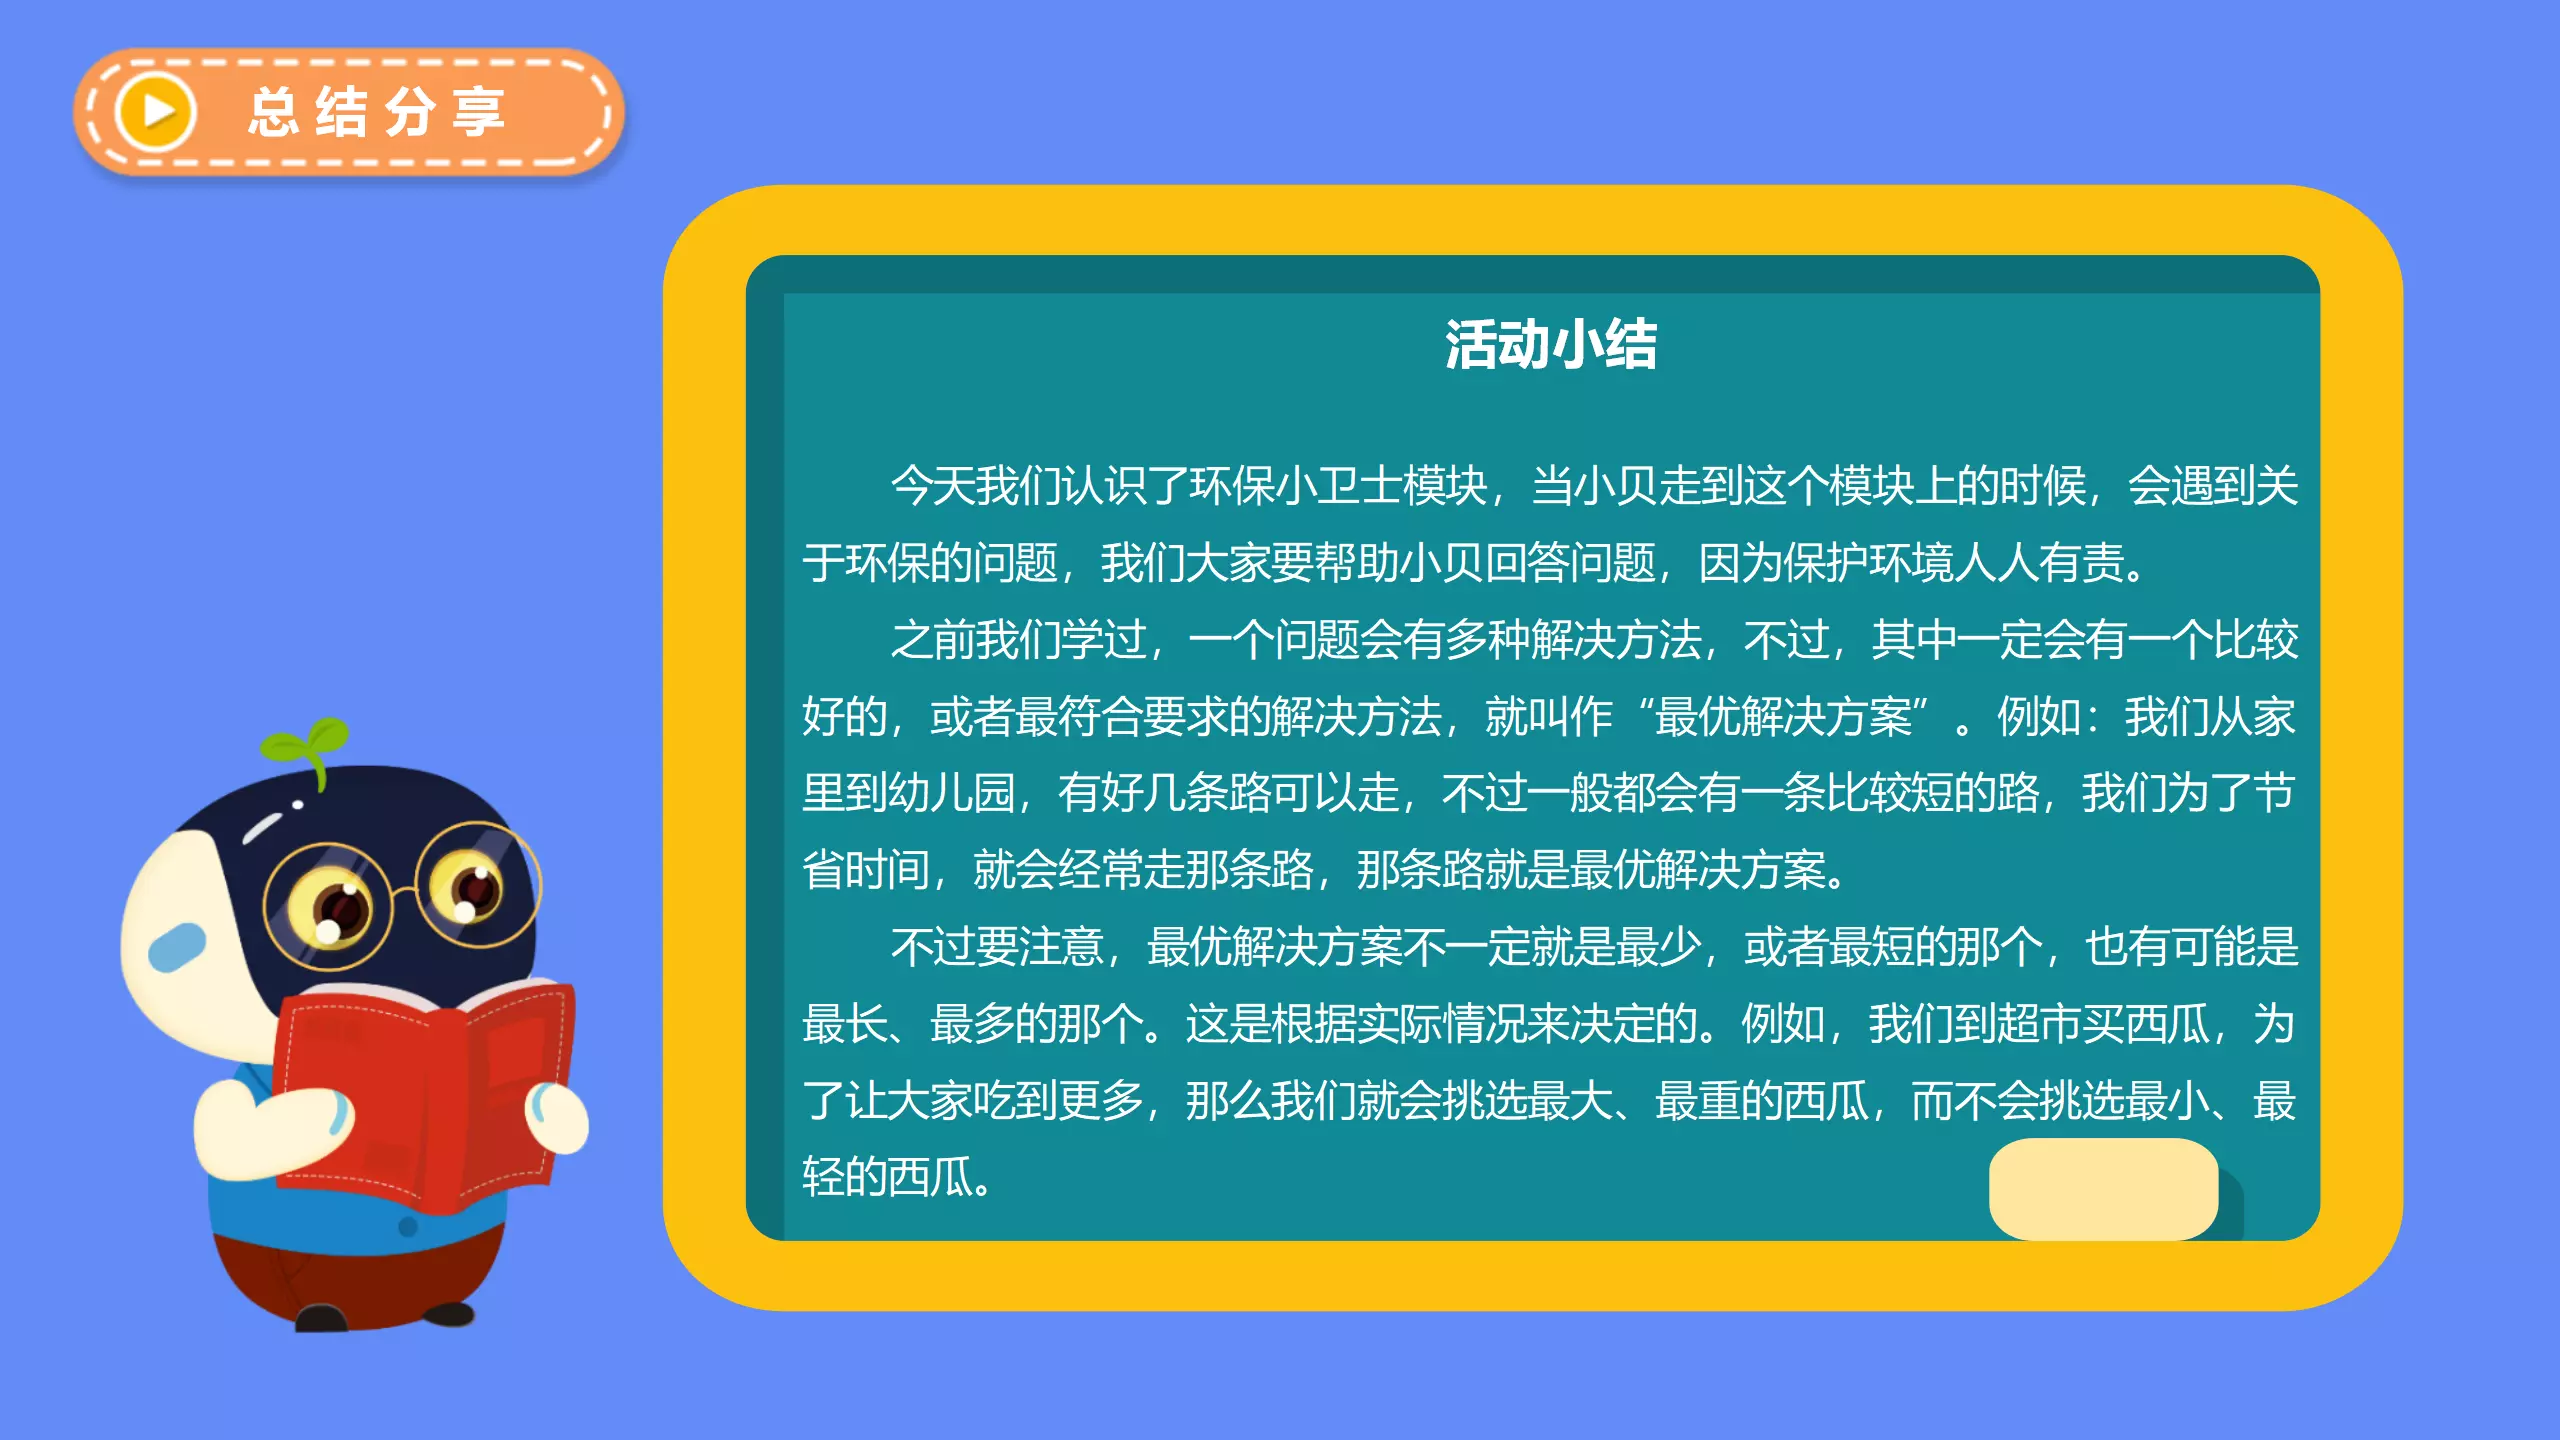 总结分享
活动小结
今天我们认识了环保小卫士模块，当小贝走到这个模块上的时候，会遇到关
于环保的问题，我们大家要帮助小贝回答问题，因为保护环境人人有责。
之前我们学过，一个问题会有多种解决方法，不过，其中一定会有一个比较
好的，或者最符合要求的解决方法，就叫作“最优解决方案”。例如：我们从家
里到幼儿园，有好几条路可以走，不过一般都会有一条比较短的路，我们为了节
省时间，就会经常走那条路，那条路就是最优解决方案。
不过要注意，最优解决方案不一定就是最少，或者最短的那个，也有可能是
最长、最多的那个。这是根据实际情况来决定的。例如，我们到超市买西瓜，为
了让大家吃到更多，那么我们就会挑选最大、最重的西瓜，而不会挑选最小、最
轻的西瓜。